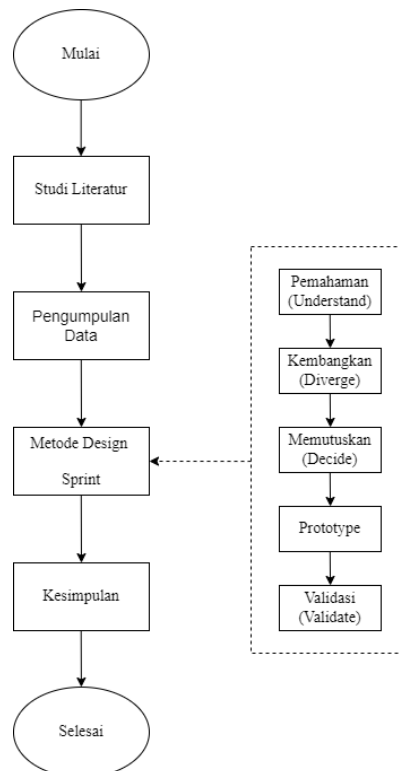 Mulai
Studi Literatur
Pengumpulan
Data
Metode Design
Sprint
Kesimpulan
Selesai
Pemahaman
(Understand)
Kembangkan
(Diverge)
Memutuskan
(Decide)
Prototype
Validasi
(Validate)